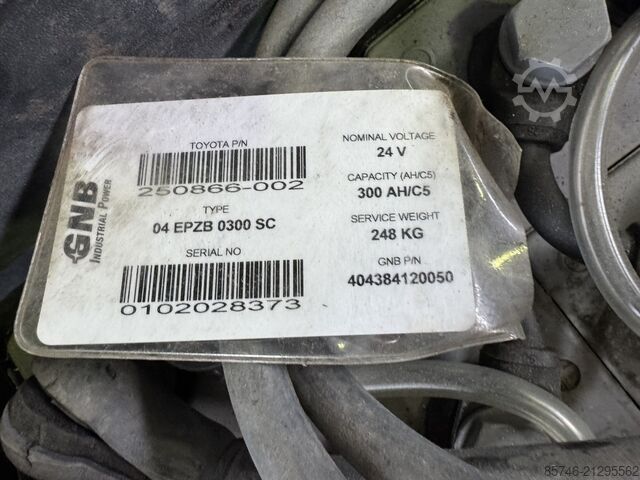 GNB
INDUSTRIAL POWER
TOYOTA P/N
250866-002
TYPE
04 EPZB 0300 SC
SERIAL NO
0102028373
NOMINAL VOLTAGE
24 V
CAPACITY (AH/C5)
300 AH/C5
SERVICE WEIGHT
248 KG
GNB P/N
404384120050
85746-21295562